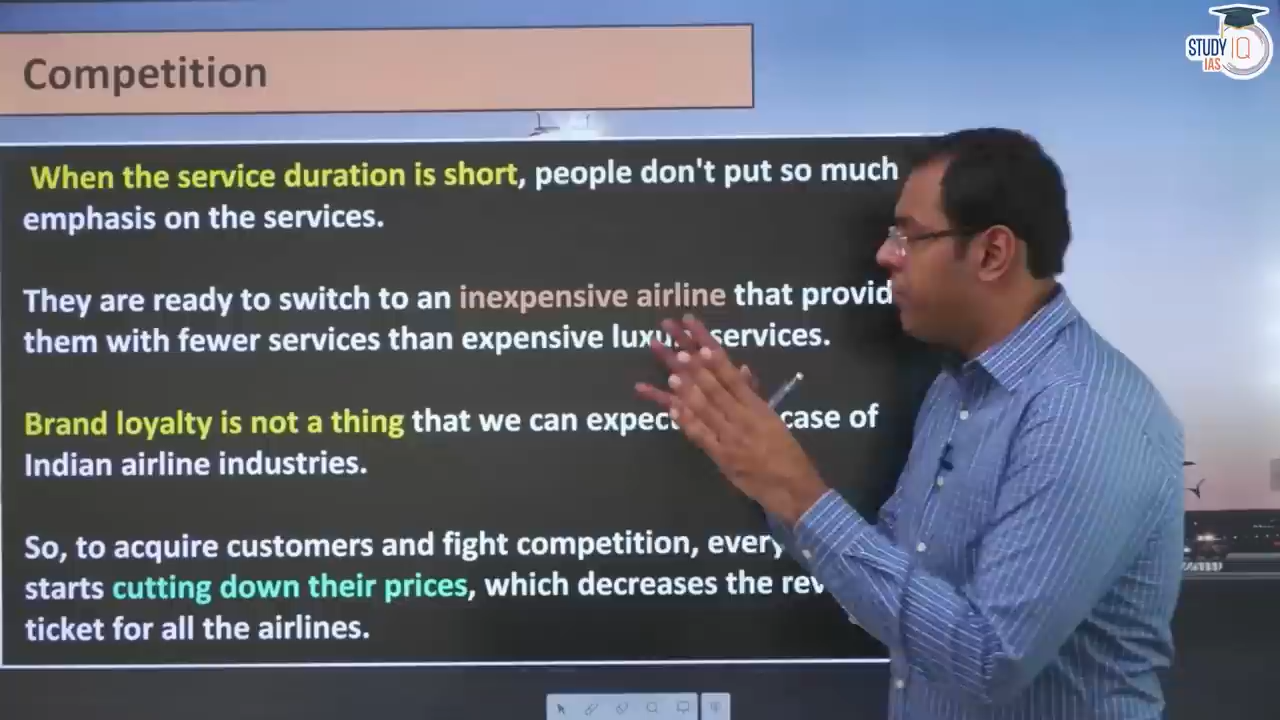 STUDY IQ
IAS
Competition
When the service duration is short, people don't put so much
emphasis on the services.
They are ready to switch to an inexpensive airline that provid
them with fewer services than expensive services.
Brand loyalty is not a thing that we can case of
Indian airline industries.
So, to acquire customers and fight competition, every
starts cutting down their prices, which decreases the
ticket for all the airlines.